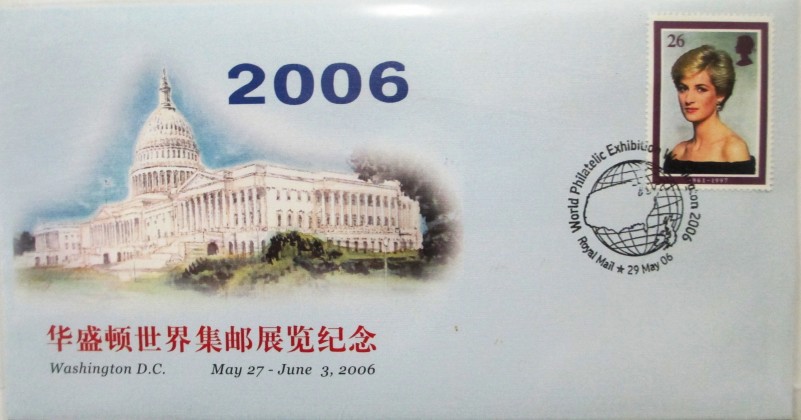 2006
26
1997
World Philatelic Exhibition 2006
Royal Mail ★ 29 May 06
华盛顿世界集邮展览纪念
Washington D.C. May 27 - June 3, 2006